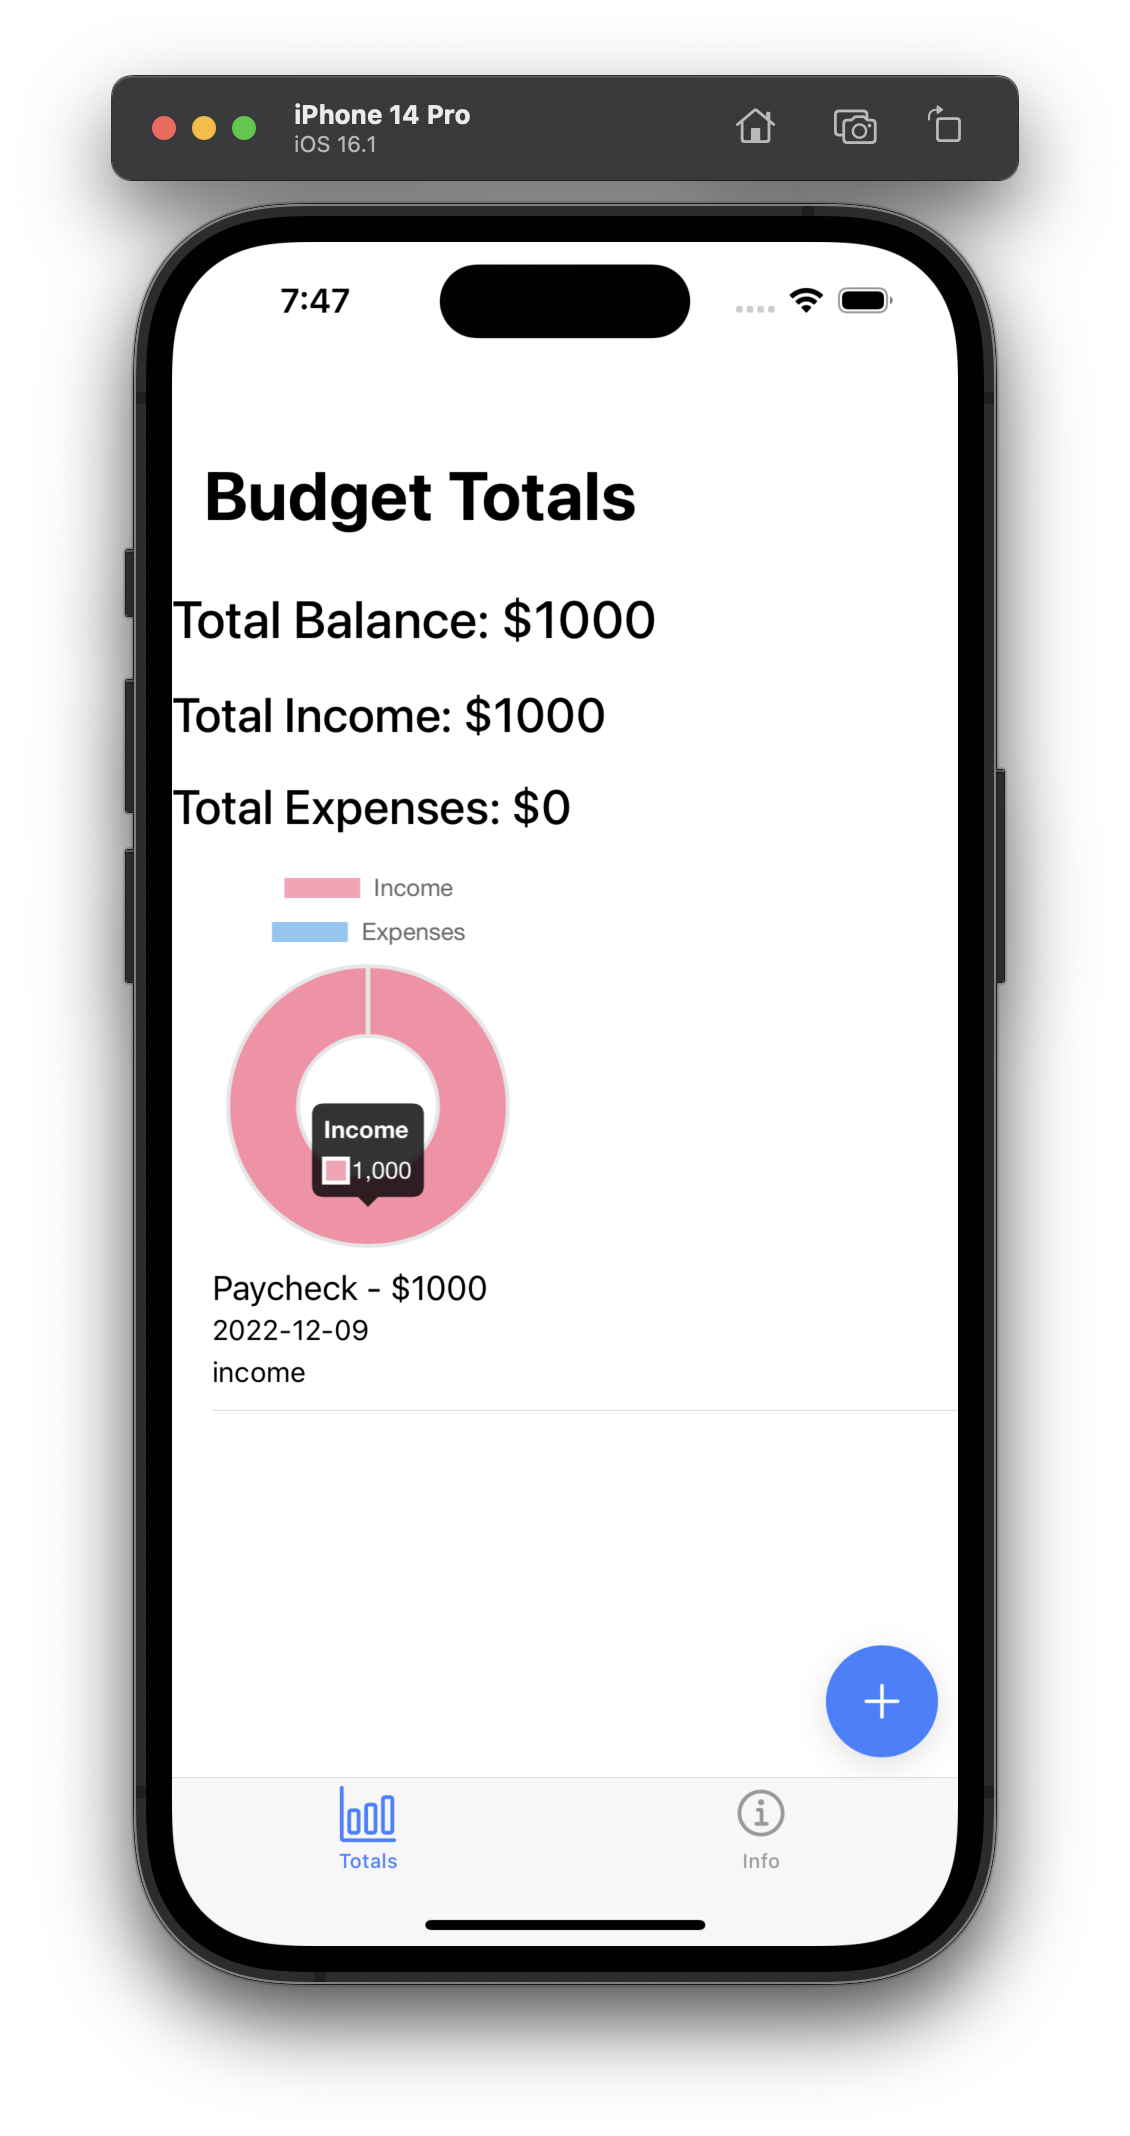 iPhone 14 Pro
iOS 16.1
7:47
Budget Totals
Total Balance: $1000
Total Income: $1000
Total Expenses: $0
Income
Expenses
Income
1,000
Paycheck - $1000
2022-12-09
income
Totals
Info